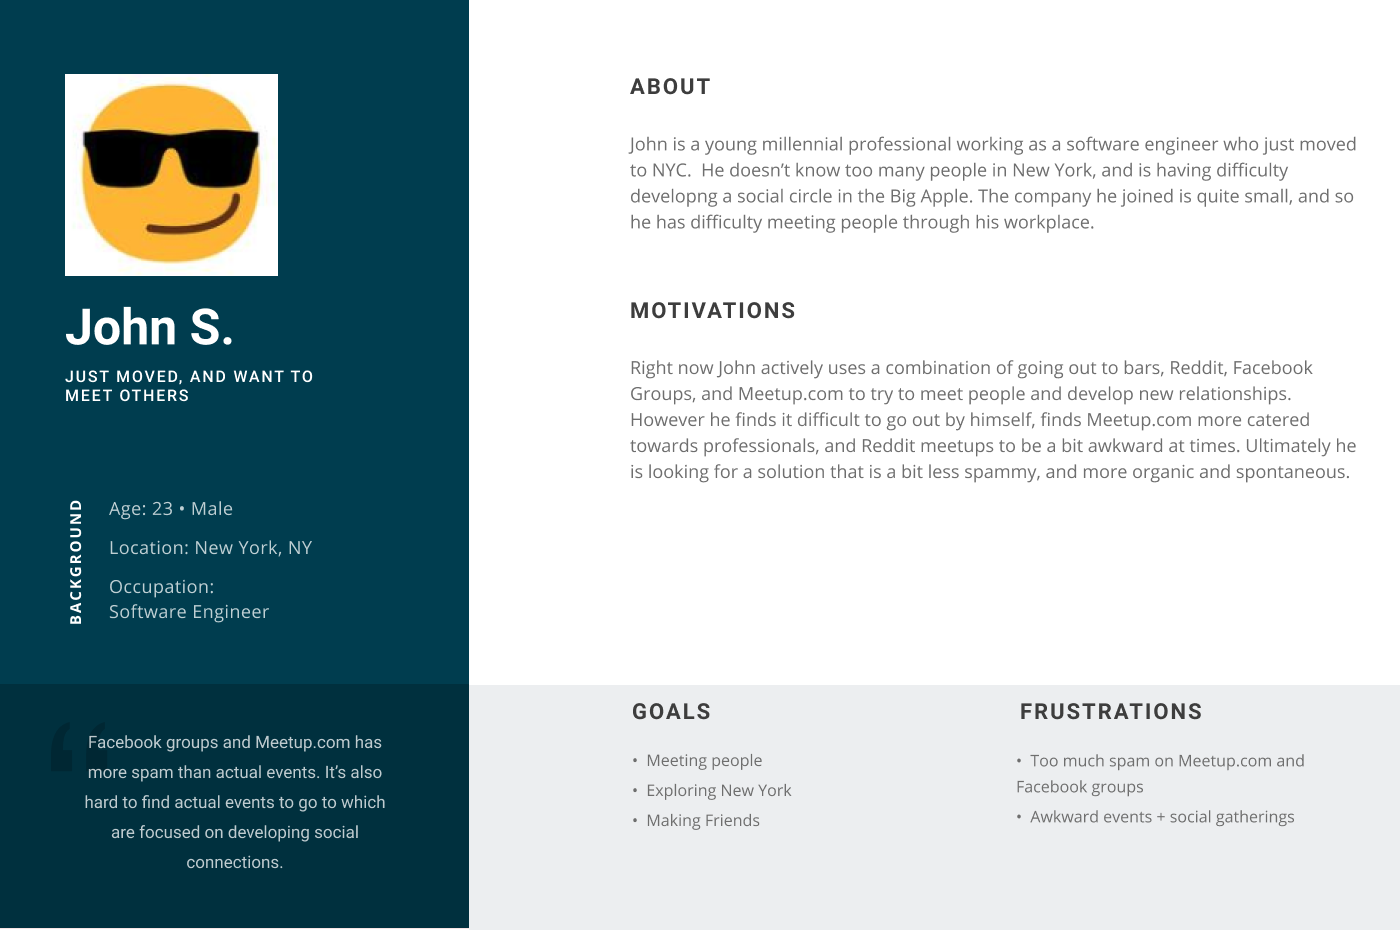 John S.
JUST MOVED, AND WANT TO
MEET OTHERS
BACKGROUND
Age: 23 • Male
Location: New York, NY
Occupation:
Software Engineer
“
Facebook groups and Meetup.com has
more spam than actual events. It’s also
hard to find actual events to go to which
are focused on developing social
connections.
ABOUT
John is a young millennial professional working as a software engineer who just moved
to NYC.  He doesn’t know too many people in New York, and is having difficulty
developng a social circle in the Big Apple. The company he joined is quite small, and so
he has difficulty meeting people through his workplace.
MOTIVATIONS
Right now John actively uses a combination of going out to bars, Reddit, Facebook
Groups, and Meetup.com to try to meet people and develop new relationships.
However he finds it difficult to go out by himself, finds Meetup.com more catered
towards professionals, and Reddit meetups to be a bit awkward at times. Ultimately he
is looking for a solution that is a bit less spammy, and more organic and spontaneous.
GOALS
• Meeting people
• Exploring New York
• Making Friends
FRUSTRATIONS
• Too much spam on Meetup.com and
Facebook groups
• Awkward events + social gatherings